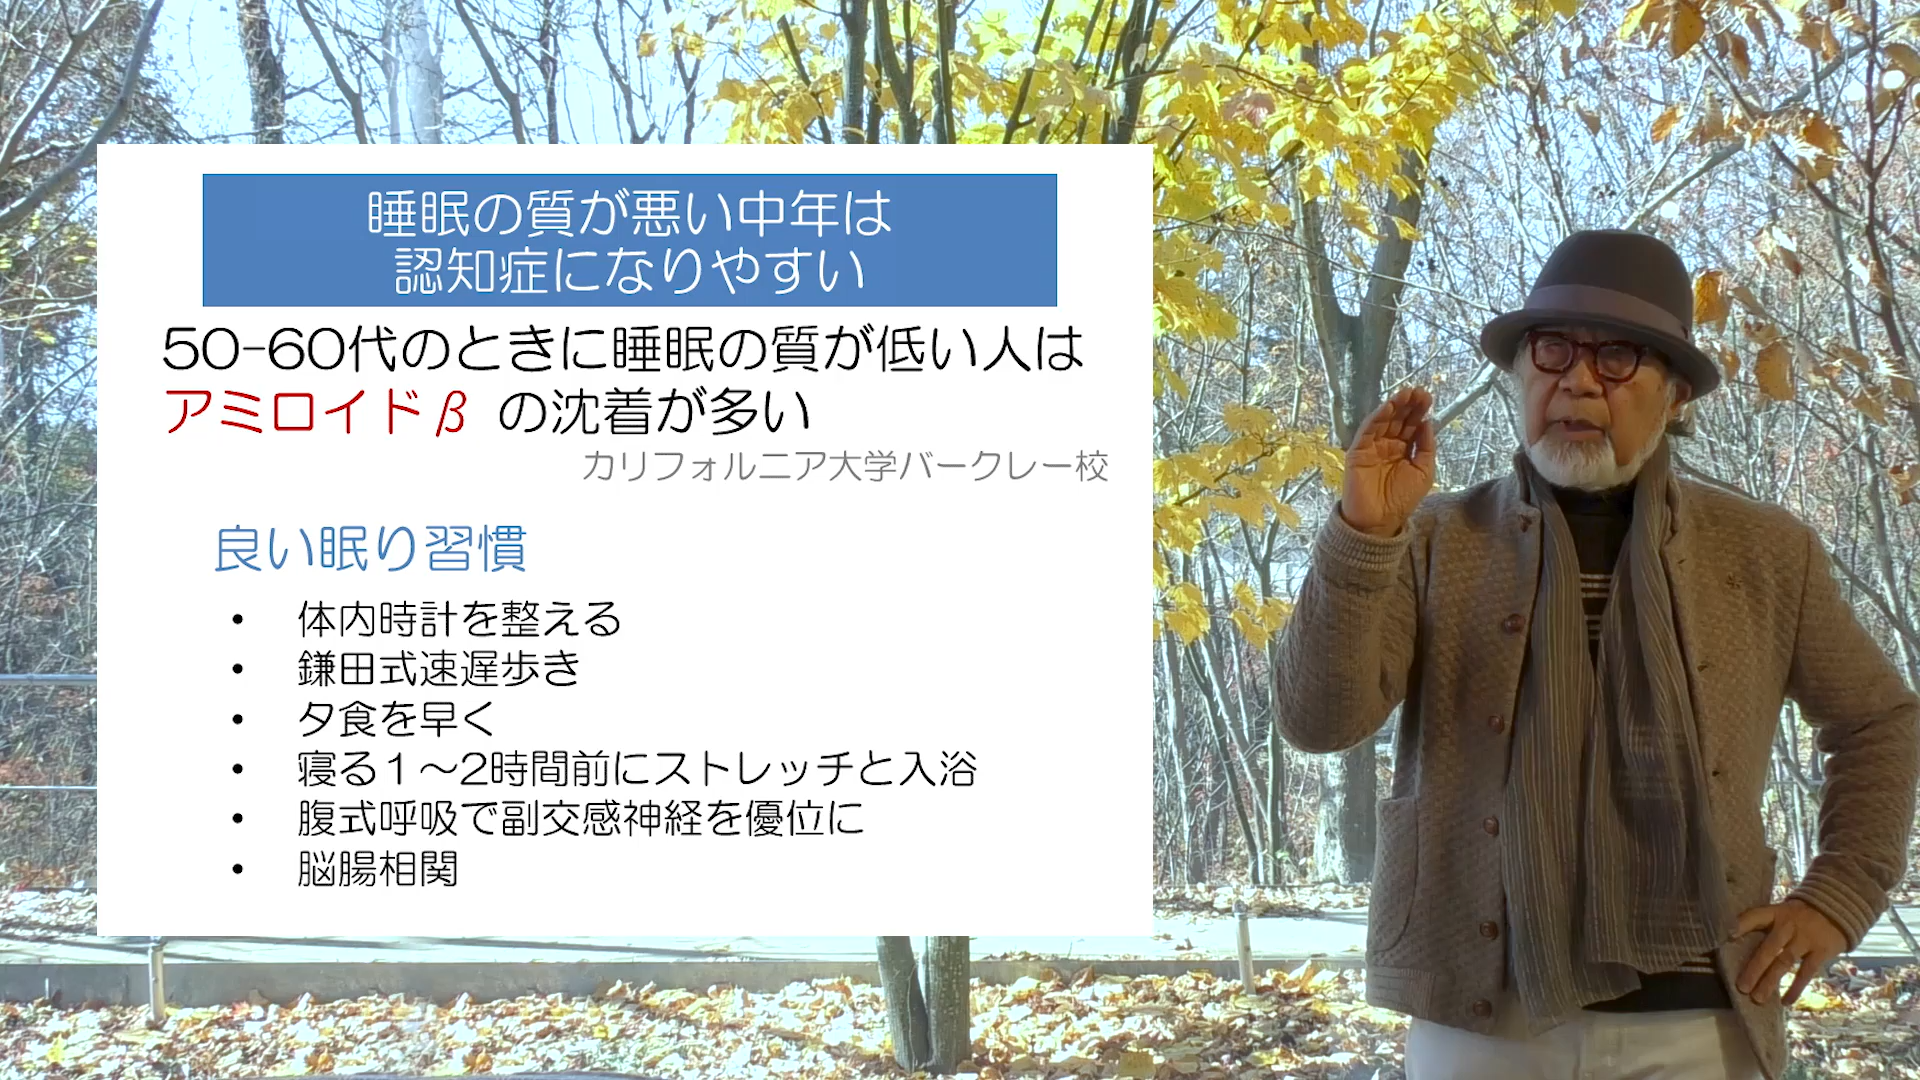 睡眠の質が悪い中年は
認知症になりやすい
50-60代のときに睡眠の質が低い人は
アミロイドβ の沈着が多い
カリフォルニア大学バークレー校
良い眠り習慣
• 体内時計を整える
• 鎌田式速遅歩き
• 夕食を早く
• 寝る１～2時間前にストレッチと入浴
• 腹式呼吸で副交感神経を優位に
• 脳腸相関